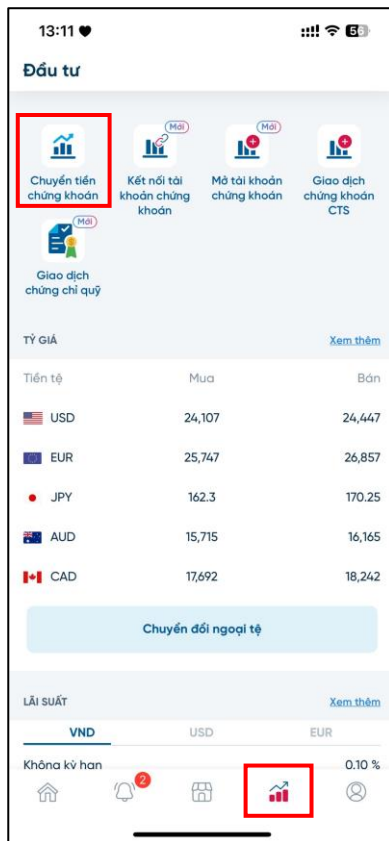 13:11
56
Đầu tư
Mới
Mới
Chuyển tiền
chứng khoán
Kết nối tài
khoản chứng
khoán
Mở tài khoản
chứng khoán
Giao dịch
chứng khoán
CTS
Mới
Giao dịch
chứng chỉ quỹ
TỶ GIÁ Xem thêm
Tiền tệ Mua Bán
USD 24,107 24,447
EUR 25,747 26,857
JPY 162.3 170.25
AUD 15,715 16,165
CAD 17,692 18,242
Chuyển đổi ngoại tệ
LÃI SUẤT Xem thêm
VND USD EUR
Không kỳ hạn 0.10 %
2